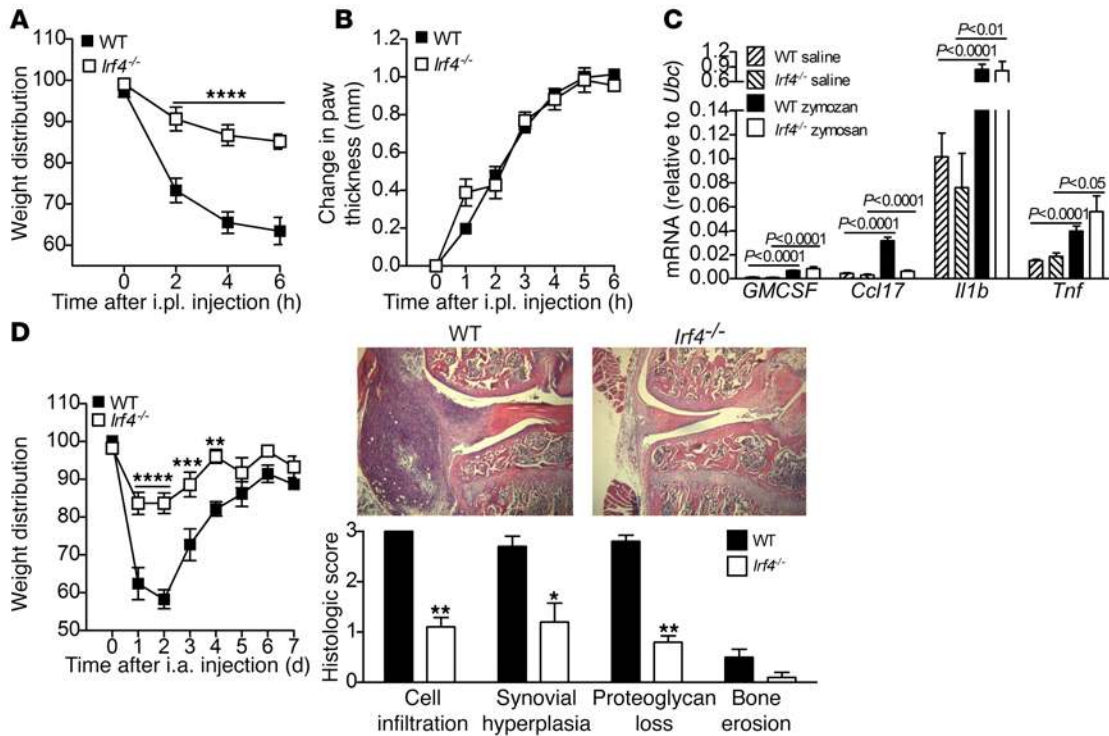 A
WT
Irf4-/-
110
100
90
80
70
60
****
0
2
4
6
Weight distribution
Time after i.pl. injection (h)
B
WT
Irf4-/-
1.2
1.0
0.8
0.6
0.4
0.2
0.0
0 1 2 3 4 5 6
Change in paw
thickness (mm)
Time after i.pl. injection (h)
C
WT saline
Irf4-/- saline
WT zymozan
Irf4-/- zymosan
mRNA (relative to Ubc)
1.2
0.14
0.12
0.10
0.08
0.06
0.04
0.02
0.00
P<0.0001
P<0.0001
P<0.0001
P<0.0001
P<0.01
P<0.0001
P<0.05
P<0.0001
GMCSF Ccl17 Il1b Tnf
D
WT
Irf4-/-
110
100
90
80
70
60
50
**** *** **
0 1 2 3 4 5 6 7
Weight distribution
Time after i.a. injection (d)
WT
Irf4-/-
3
2
1
0
Histologic score
WT
Irf4-/-
** * **
Cell
infiltration
Synovial
hyperplasia
Proteoglycan
loss
Bone
erosion